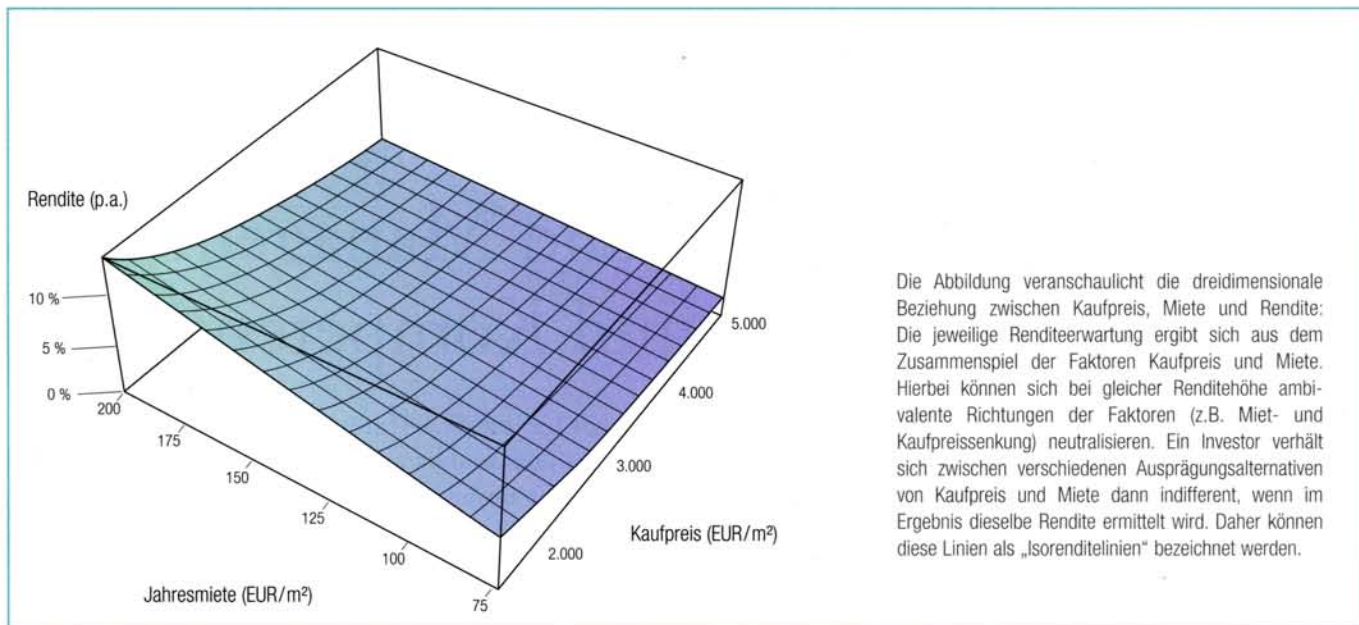 Rendite (p.a.)
10 %
5 %
0 %
200
175
150
125
100
75
Jahresmiete (EUR/m²)
2.000
3.000
4.000
5.000
Kaufpreis (EUR/m²)
Die Abbildung veranschaulicht die dreidimensionale
Beziehung zwischen Kaufpreis, Miete und Rendite:
Die jeweilige Renditeerwartung ergibt sich aus dem
Zusammenspiel der Faktoren Kaufpreis und Miete.
Hierbei können sich bei gleicher Renditehöhe ambi-
valente Richtungen der Faktoren (z.B. Miet- und
Kaufpreissenkung) neutralisieren. Ein Investor verhält
sich zwischen verschiedenen Ausprägungsalternativen
von Kaufpreis und Miete dann indifferent, wenn im
Ergebnis dieselbe Rendite ermittelt wird. Daher können
diese Linien als „Isorenditelinien“ bezeichnet werden.